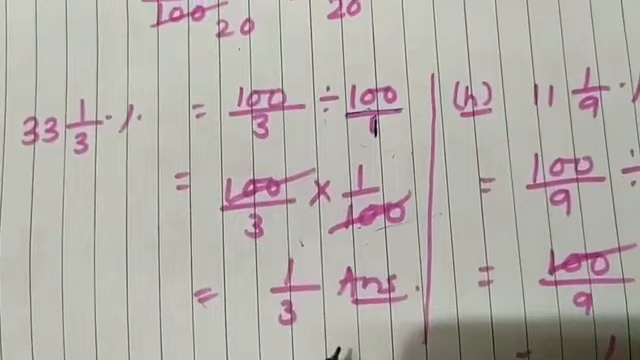 100 20   20
33 1/3 % = 100/3 ÷ 100/1
= 100/3 × 1/100
= 1/3 Ans.
(h) 11 1/9 %
= 100/9 ÷
= 100/9